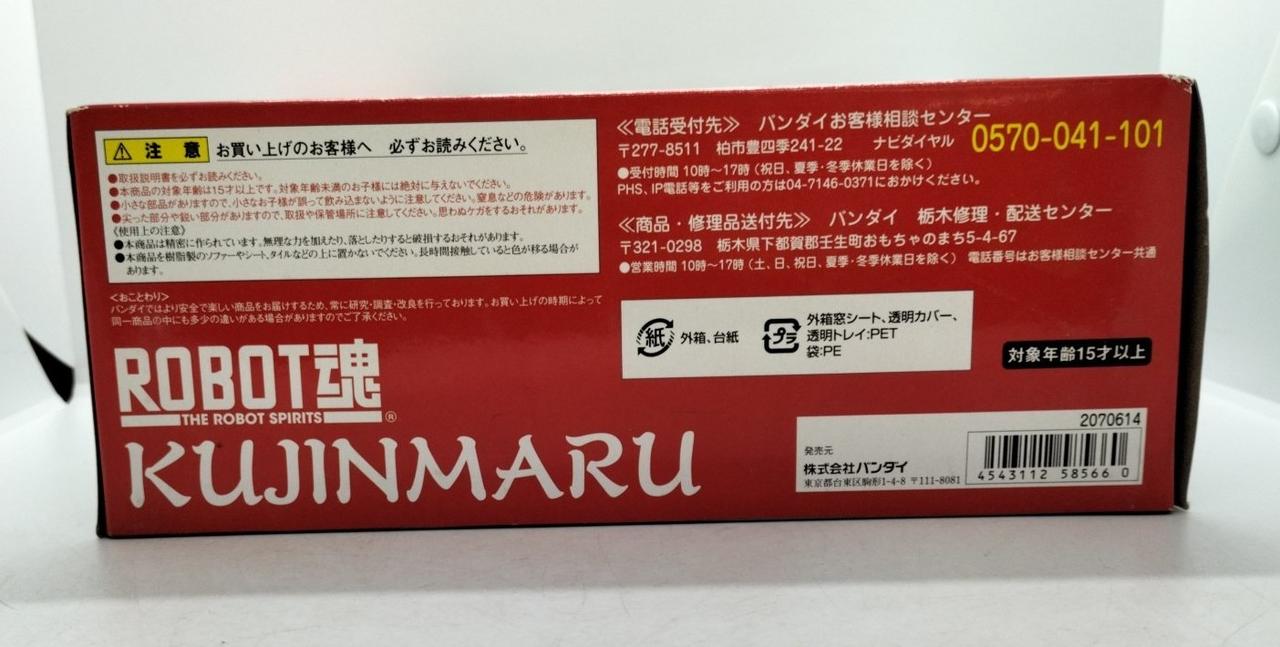 ⚠ 注意 お買い上げのお客様へ 必ずお読みください。
●取扱説明書を必ずお読みください。
●本商品の対象年齢は15才以上です。対象年齢未満のお子様には絶対に与えないでください。
●小さな部品がありますので、小さなお子様が誤って飲み込まないように注意してください。窒息などの危険があります。
●尖った部分や鋭い部分がありますので、取扱や保管場所に注意してください。思わぬケガをするおそれがあります。
《使用上の注意》
●本商品は精密に作られています。無理な力を加えたり、落としたりすると破損するおそれがあります。
●本商品を樹脂製のソファーやシート、タイルなどの上に置かないでください。長時間接触していると色が移る場合が
あります。
<おことわり>
バンダイではより安全で楽しい商品をお届けするため、常に研究・調査・改良を行っております。お買い上げの時期によって
同一商品の中にも多少の違いがある場合がありますのでご了承ください。
ROBOT魂
THE ROBOT SPIRITS®
KUJINMARU
≪電話受付先≫ バンダイお客様相談センター
〒277-8511 柏市豊四季241-22 ナビダイヤル 0570-041-101
●受付時間 10時～17時(祝日、夏季・冬季休業日を除く)
PHS、IP電話等をご利用の方は04-7146-0371におかけください。
≪商品・修理品送付先≫ バンダイ 栃木修理・配送センター
〒321-0298 栃木県下都賀郡壬生町おもちゃのまち5-4-67
●営業時間 10時～17時(土、日、祝日、夏季・冬季休業日を除く) 電話番号はお客様相談センター共通
紙 外箱、台紙
プラ 外箱窓シート、透明カバー、
透明トレイ:PET
袋:PE
対象年齢15才以上
2070614
発売元
株式会社バンダイ
東京都台東区駒形1-4-8 〒111-8081
4543112 58566 0